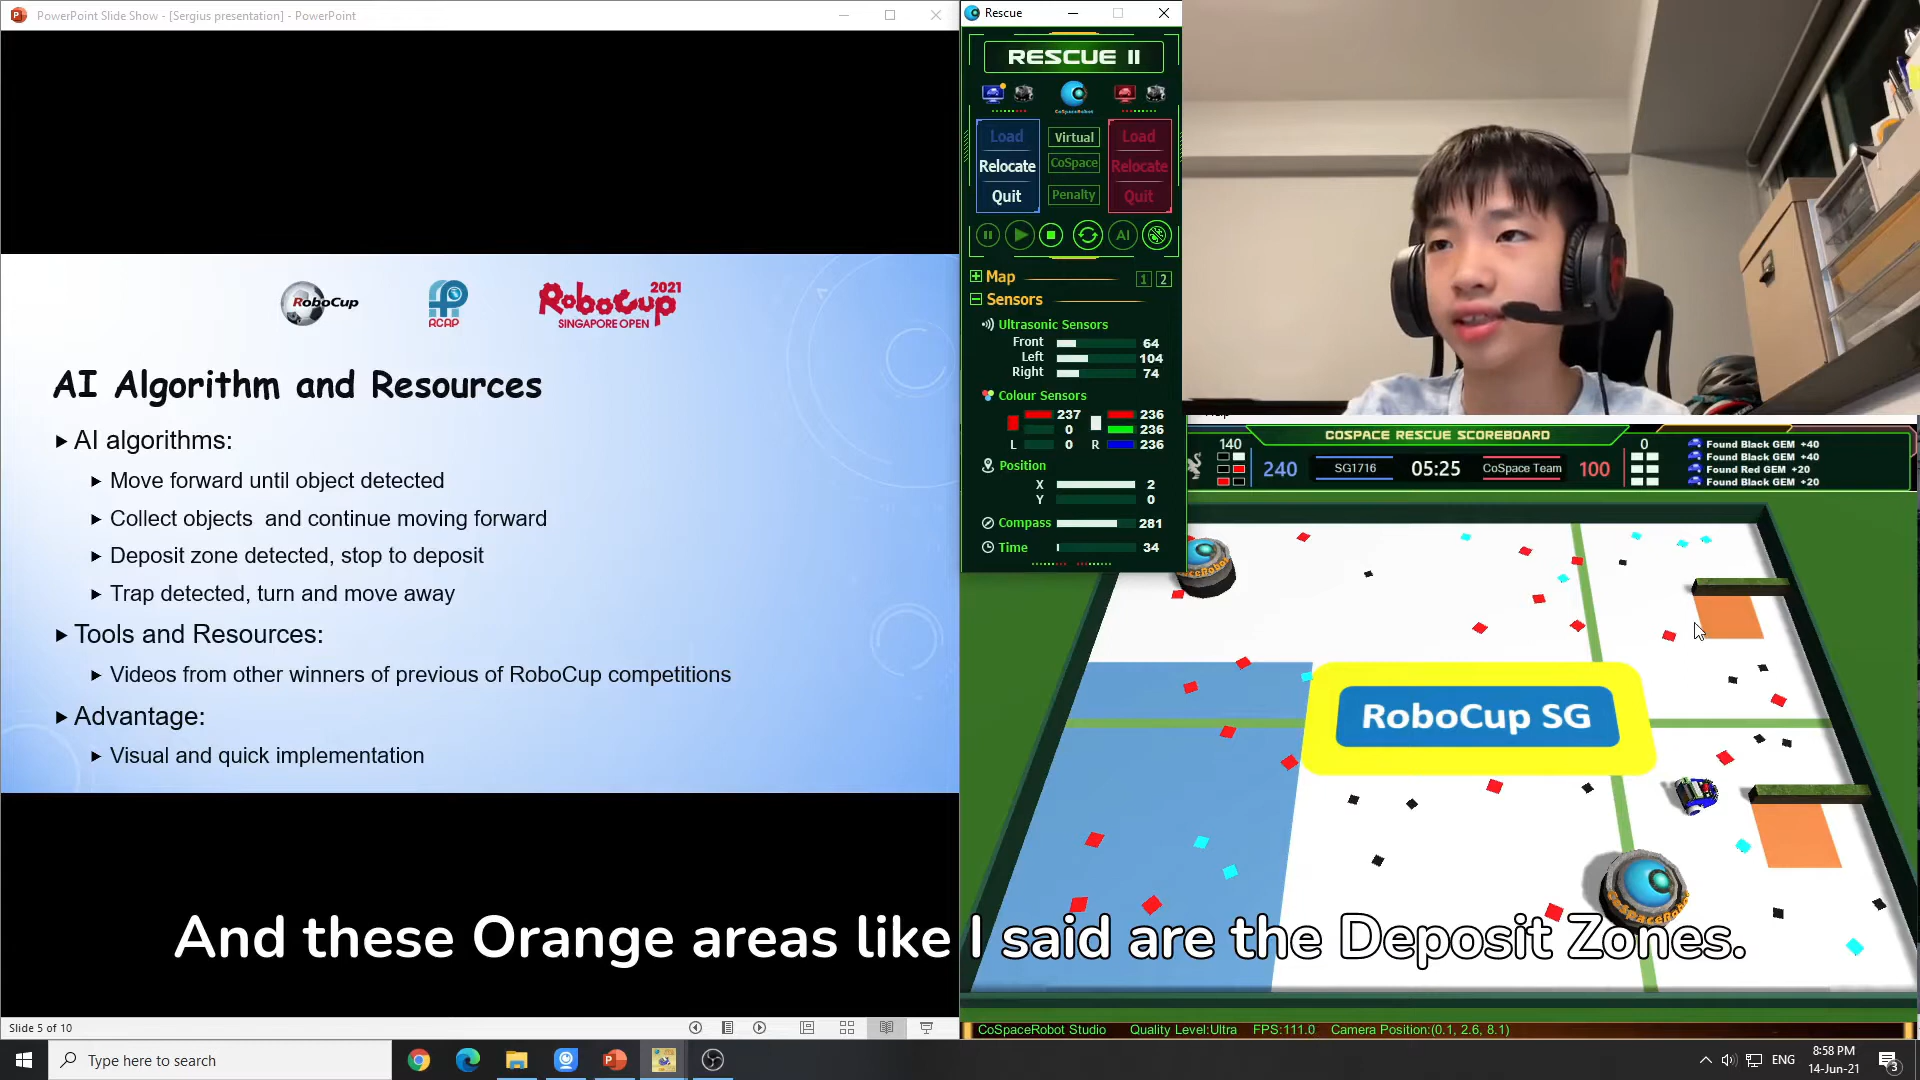 PowerPoint Slide Show - [Sergius presentation] - PowerPoint
RoboCup
RCAP
RoboCup 2021
SINGAPORE OPEN
AI Algorithm and Resources
AI algorithms:
Move forward until object detected
Collect objects and continue moving forward
Deposit zone detected, stop to deposit
Trap detected, turn and move away
Tools and Resources:
Videos from other winners of previous of RoboCup competitions
Advantage:
Visual and quick implementation
Rescue
RESCUE II
CoSpaceRobot
Load Virtual Load
Relocate CoSpace Relocate
Quit Penalty Quit
AI
Map 1 2
Sensors
Ultrasonic Sensors
Front 64
Left 104
Right 74
Colour Sensors
237 236
0 236
L 0 R 236
Position
X 2
Y 0
Compass 281
Time 34
COSPACE RESCUE SCOREBOARD
140 0
240 SG1716 05:25 CoSpace Team 100
Found Black GEM +40
Found Black GEM +40
Found Red GEM +20
Found Black GEM +20
RoboCup SG
And these Orange areas like I said are the Deposit Zones.
Slide 5 of 10
CoSpaceRobot Studio Quality Level:Ultra FPS:111.0 Camera Position:(0.1, 2.6, 8.1)
Type here to search
ENG
8:58 PM
14-Jun-21
3